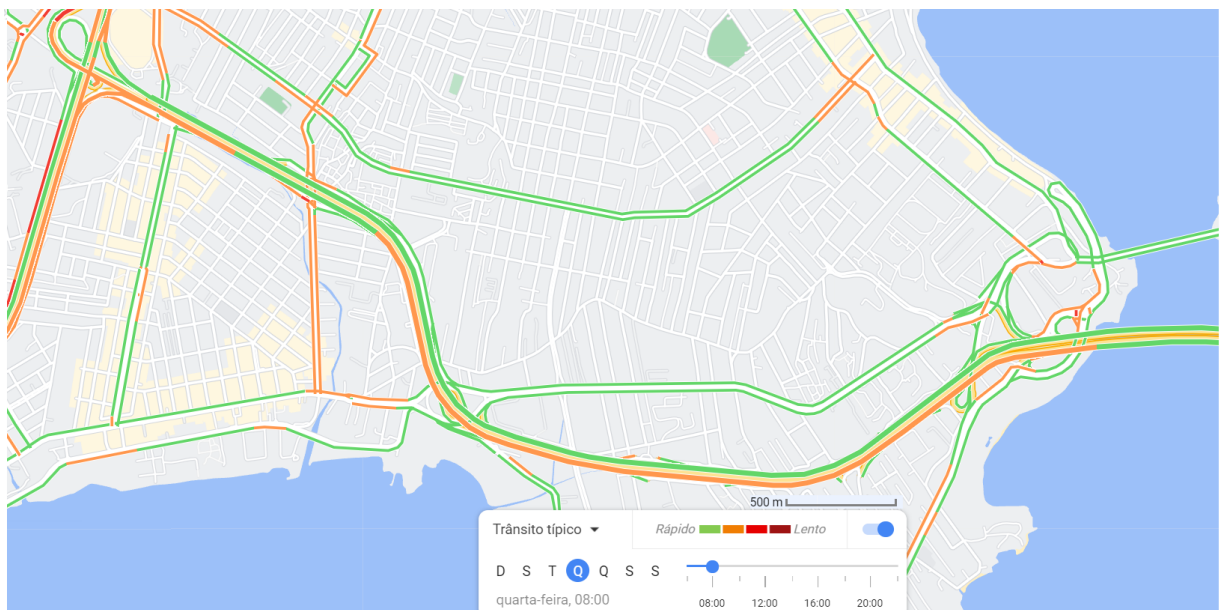 500 m
Trânsito típico
Rápido Lento
D S T Q Q S S
quarta-feira, 08:00
08:00 12:00 16:00 20:00